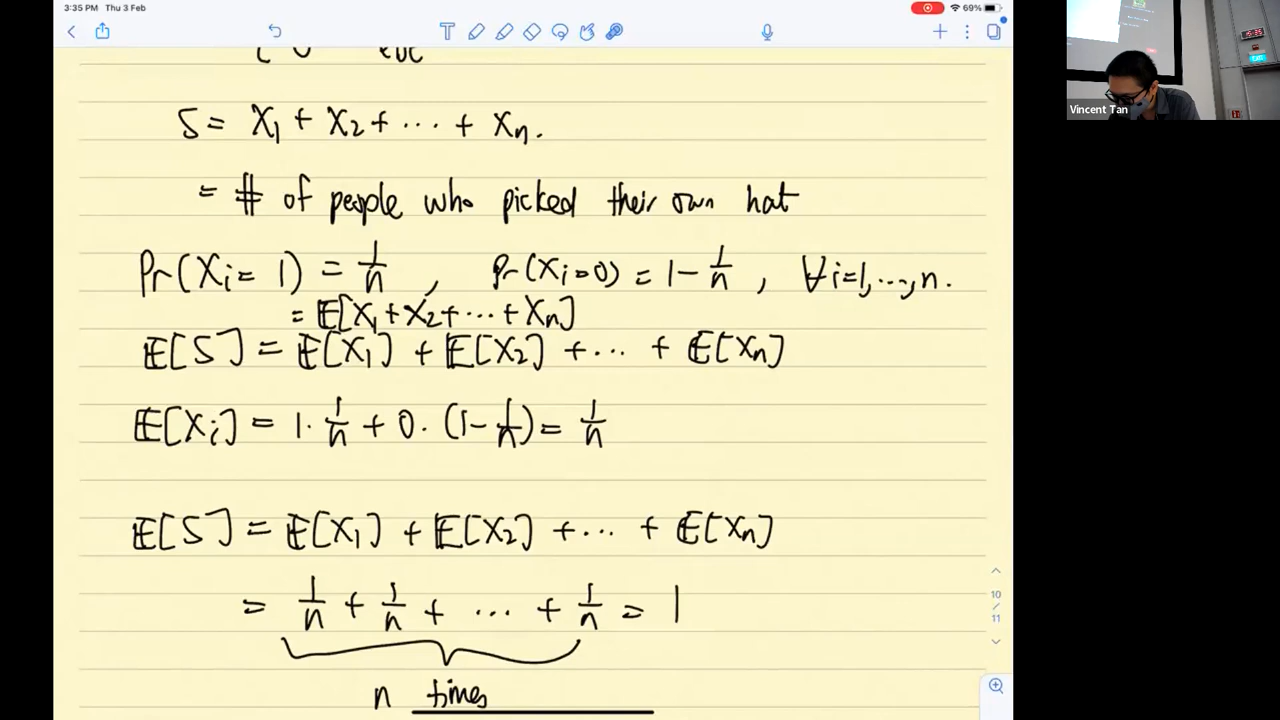 3:35 PM Thu 3 Feb
69%
S = X₁ + X₂ + ... + Xₙ.
= # of people who picked their own hat
Pr(Xᵢ = 1) = 1/n , Pr(Xᵢ=0) = 1 - 1/n , ∀i=1,...,n.
= 𝔼[X₁+X₂+...+Xₙ]
𝔼[S] = 𝔼[X₁] + 𝔼[X₂] + ... + 𝔼[Xₙ]
𝔼[Xᵢ] = 1 · 1/n + 0 · (1 - 1/n) = 1/n
𝔼[S] = 𝔼[X₁] + 𝔼[X₂] + ... + 𝔼[Xₙ]
= 1/n + 1/n + ... + 1/n = 1
n times
10
/
11
Vincent Tan